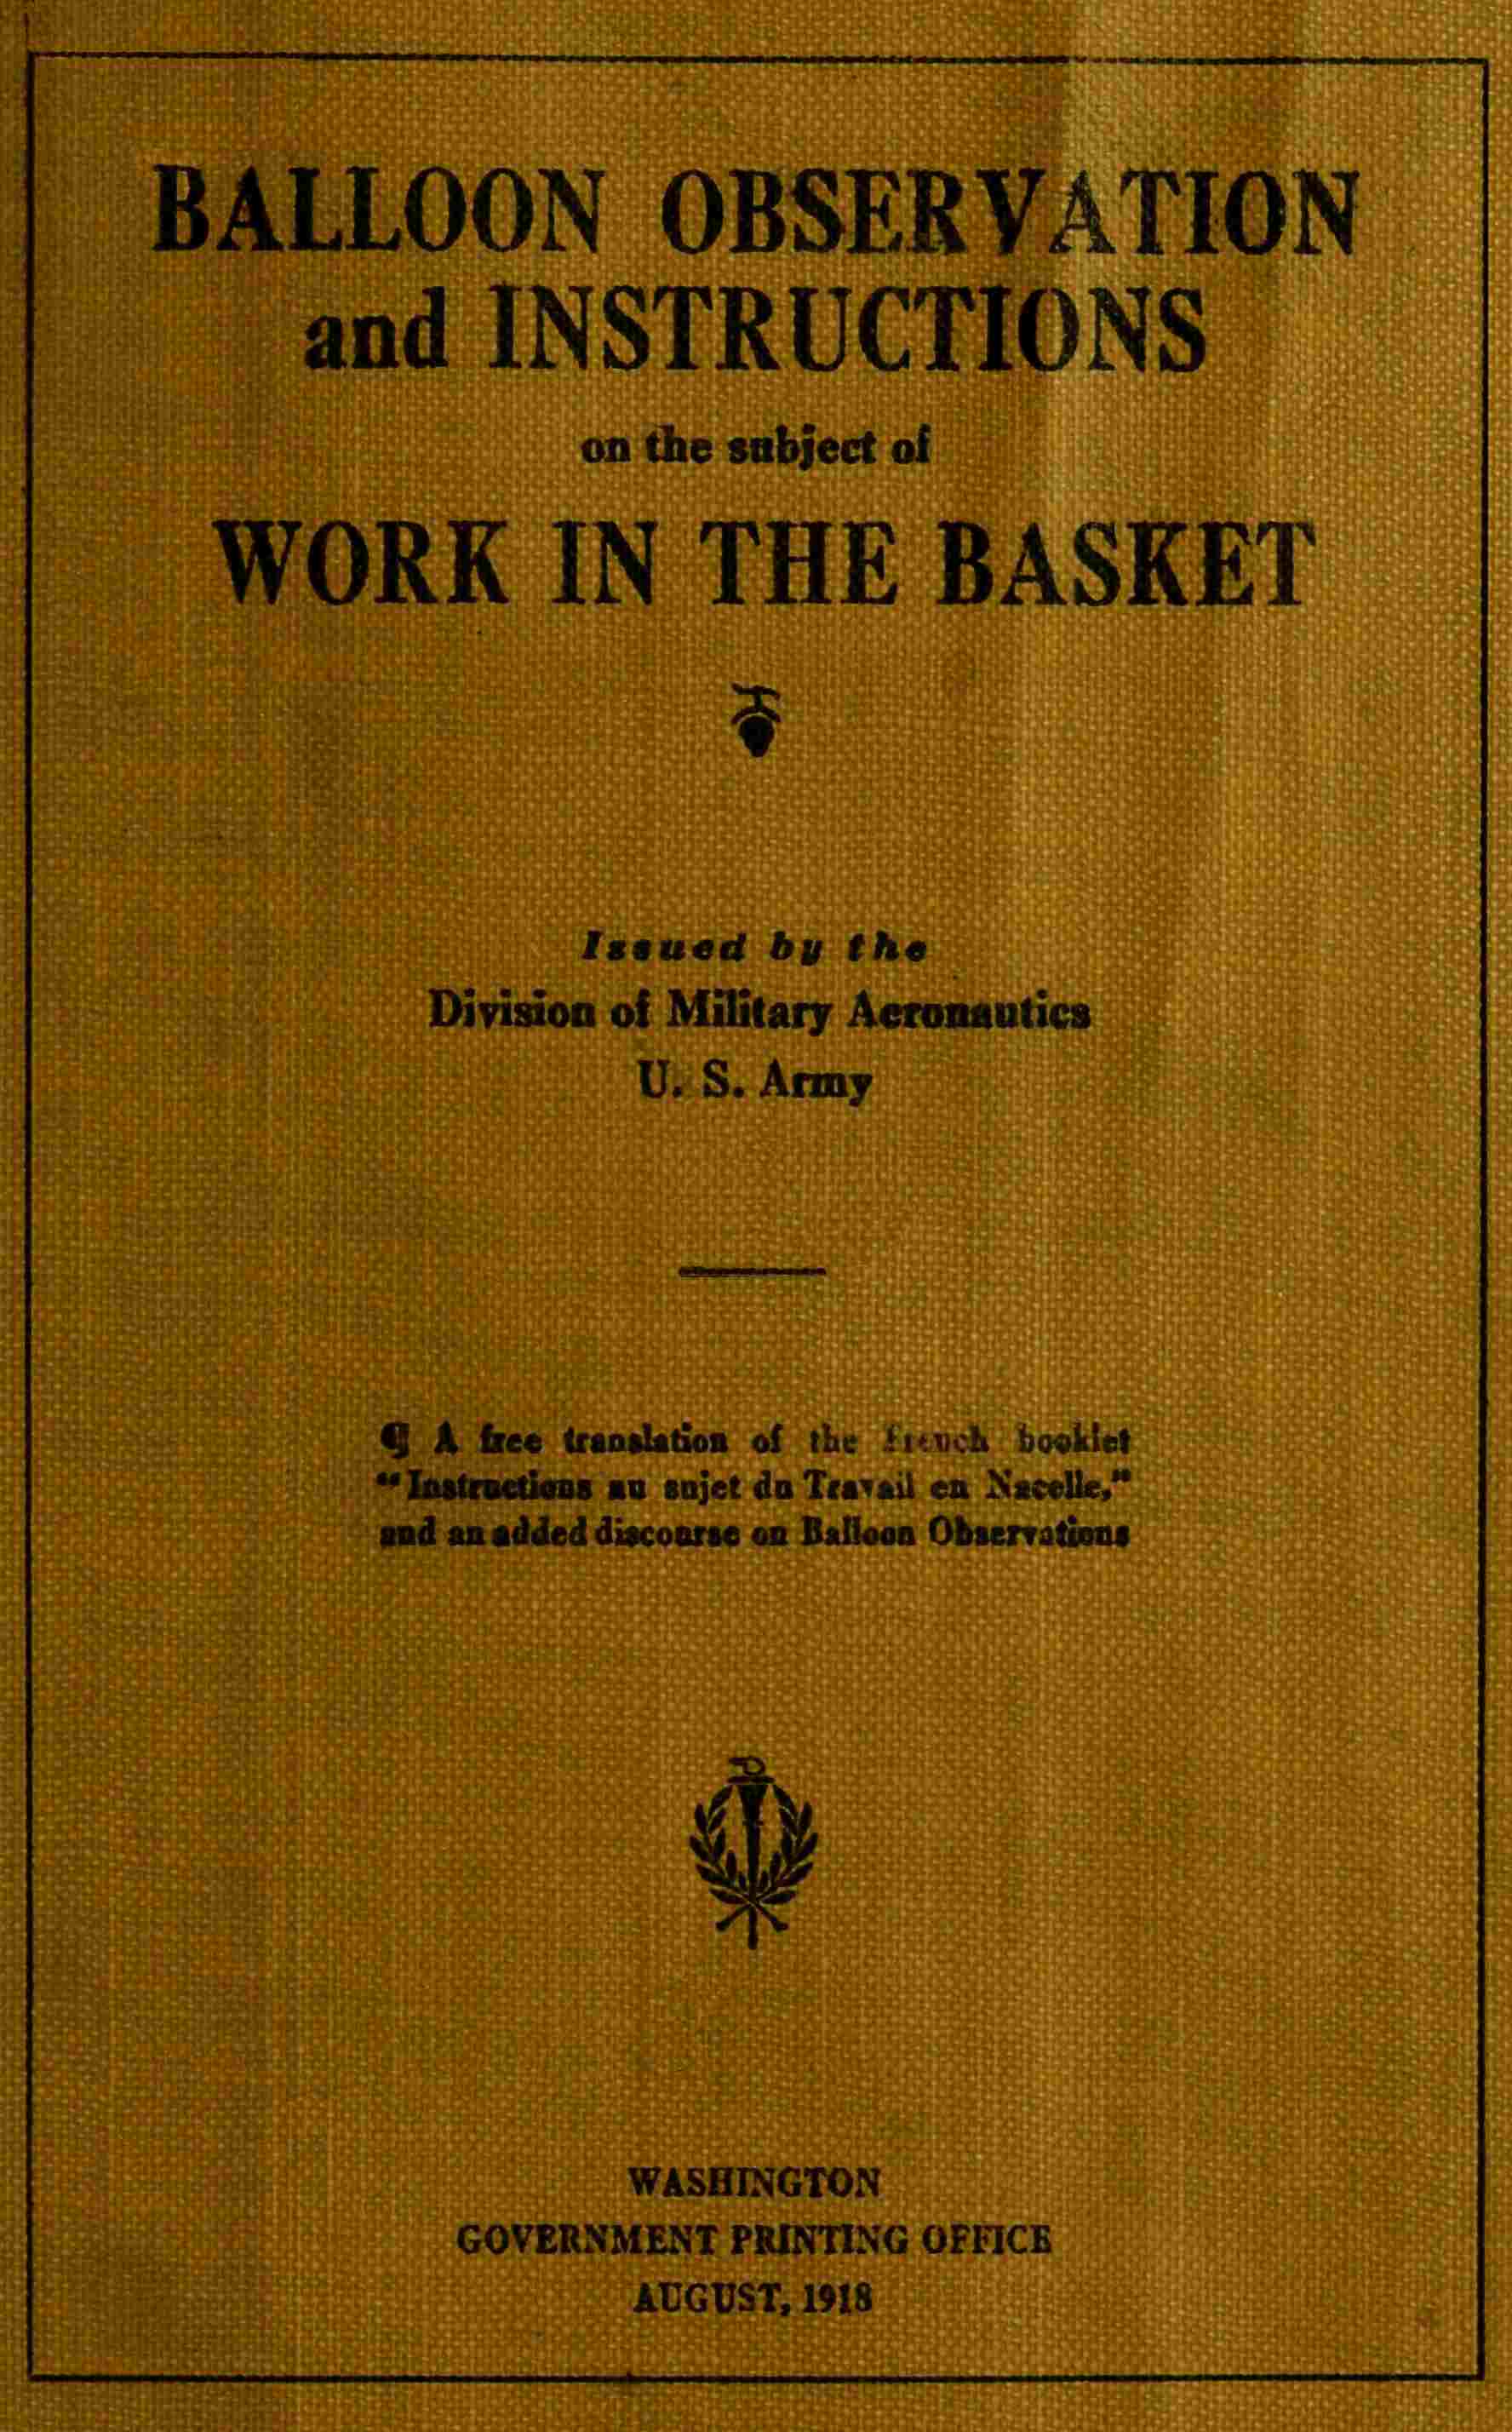 BALLOON OBSERVATION
and INSTRUCTIONS
on the subject of
WORK IN THE BASKET
Issued by the
Division of Military Aeronautics
U. S. Army
¶ A free translation of the French booklet
"Instructions au sujet du Travail en Nacelle,"
and an added discourse on Balloon Observations
WASHINGTON
GOVERNMENT PRINTING OFFICE
AUGUST, 1918